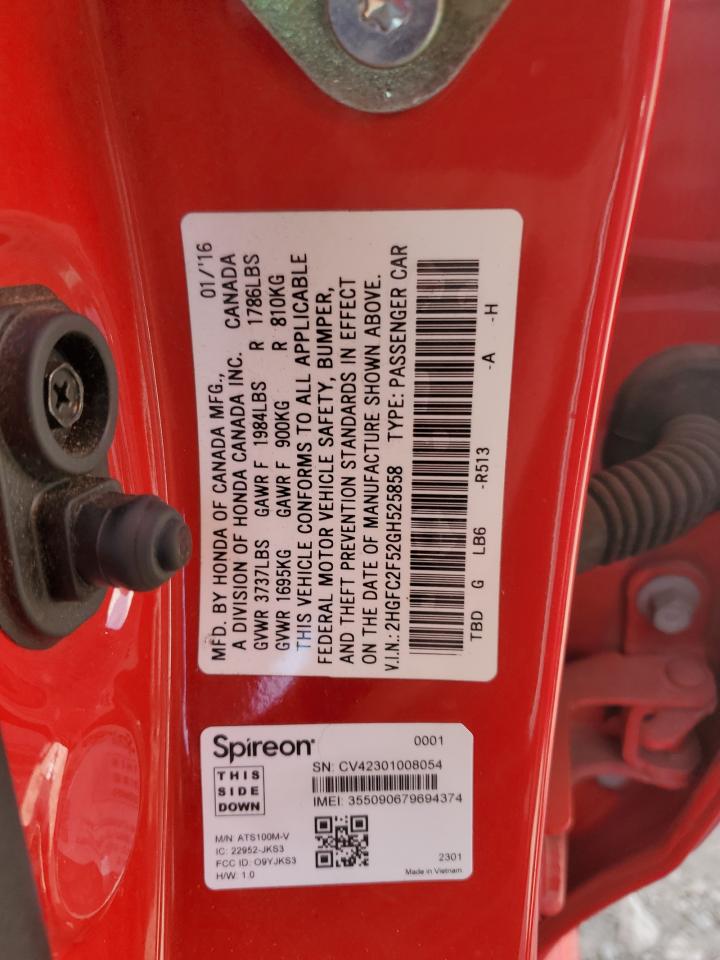 MFD. BY HONDA OF CANADA MFG., 01/'16
A DIVISION OF HONDA CANADA INC. CANADA
GVWR 3737LBS GAWR F 1984LBS R 1786LBS
GVWR 1695KG GAWR F 900KG R 810KG
THIS VEHICLE CONFORMS TO ALL APPLICABLE
FEDERAL MOTOR VEHICLE SAFETY, BUMPER,
AND THEFT PREVENTION STANDARDS IN EFFECT
ON THE DATE OF MANUFACTURE SHOWN ABOVE.
V.I.N.: 2HGFC2F52GH525858 TYPE: PASSENGER CAR
TBD G LB6 -R513 -A -H
Spireon 0001
THIS
SIDE
DOWN
SN: CV42301008054
IMEI: 355090679694374
M/N: ATS100M-V
IC: 22952-JKS3
FCC ID: O9YJKS3
H/W: 1.0
2301
Made in Vietnam